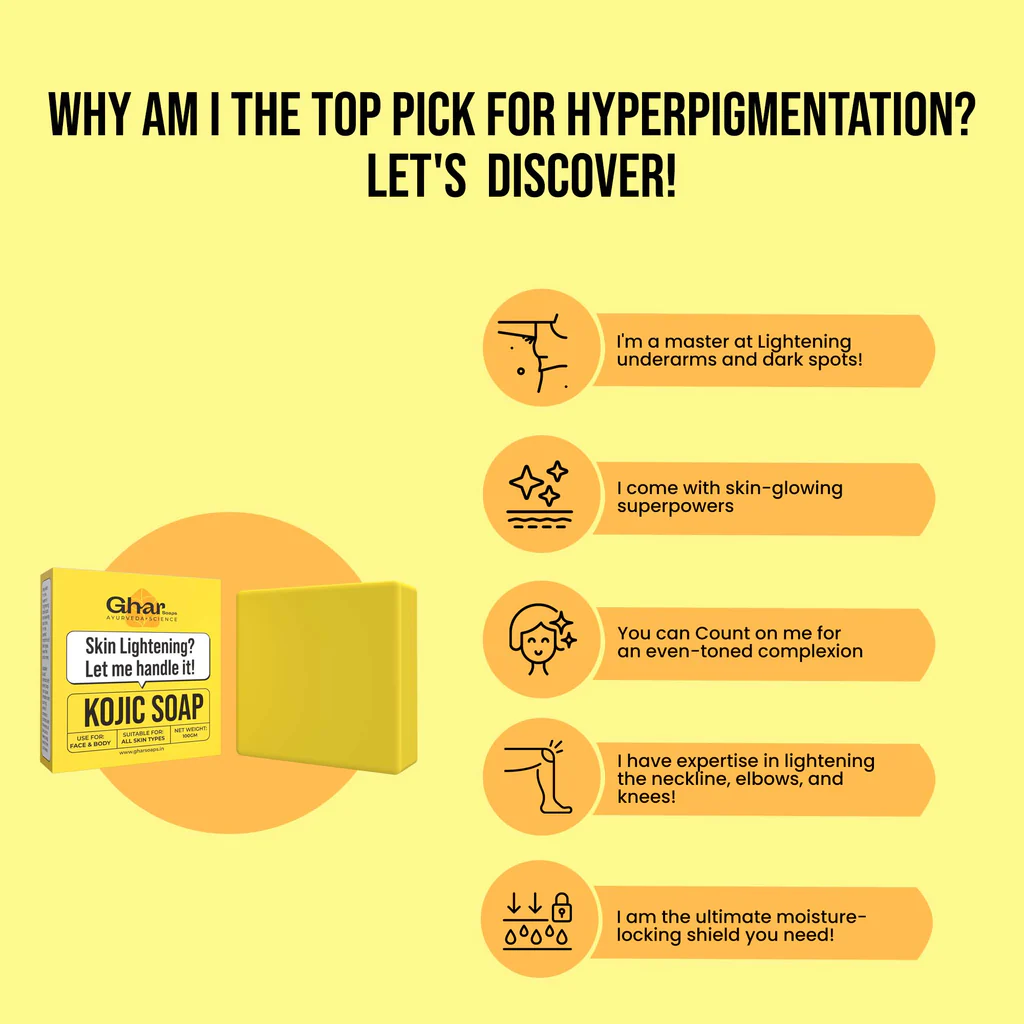 WHY AM I THE TOP PICK FOR HYPERPIGMENTATION?
LET'S DISCOVER!
I'm a master at Lightening
underarms and dark spots!
I come with skin-glowing
superpowers
You can Count on me for
an even-toned complexion
I have expertise in lightening
the neckline, elbows, and
knees!
I am the ultimate moisture-
locking shield you need!
Ghar Soaps
AYURVEDA+SCIENCE
Skin Lightening?
Let me handle it!
KOJIC SOAP
USE FOR:
FACE & BODY
SUITABLE FOR:
ALL SKIN TYPES
NET WEIGHT:
100GM
www.gharsoaps.in